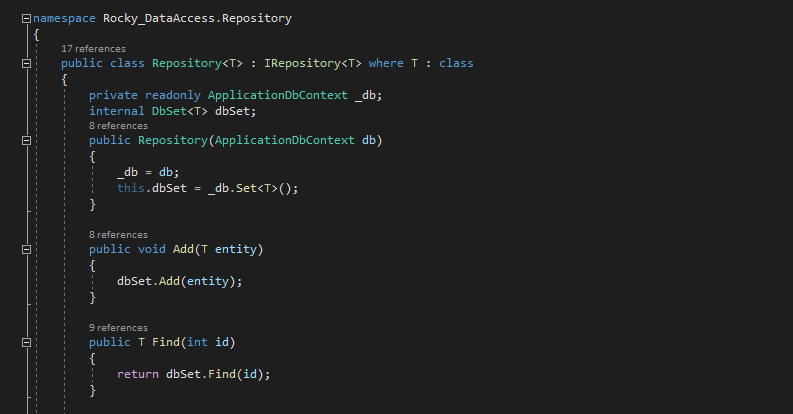 namespace Rocky_DataAccess.Repository
{
17 references
public class Repository<T> : IRepository<T> where T : class
{
private readonly ApplicationDbContext _db;
internal DbSet<T> dbSet;
8 references
public Repository(ApplicationDbContext db)
{
_db = db;
this.dbSet = _db.Set<T>();
}
8 references
public void Add(T entity)
{
dbSet.Add(entity);
}
9 references
public T Find(int id)
{
return dbSet.Find(id);
}